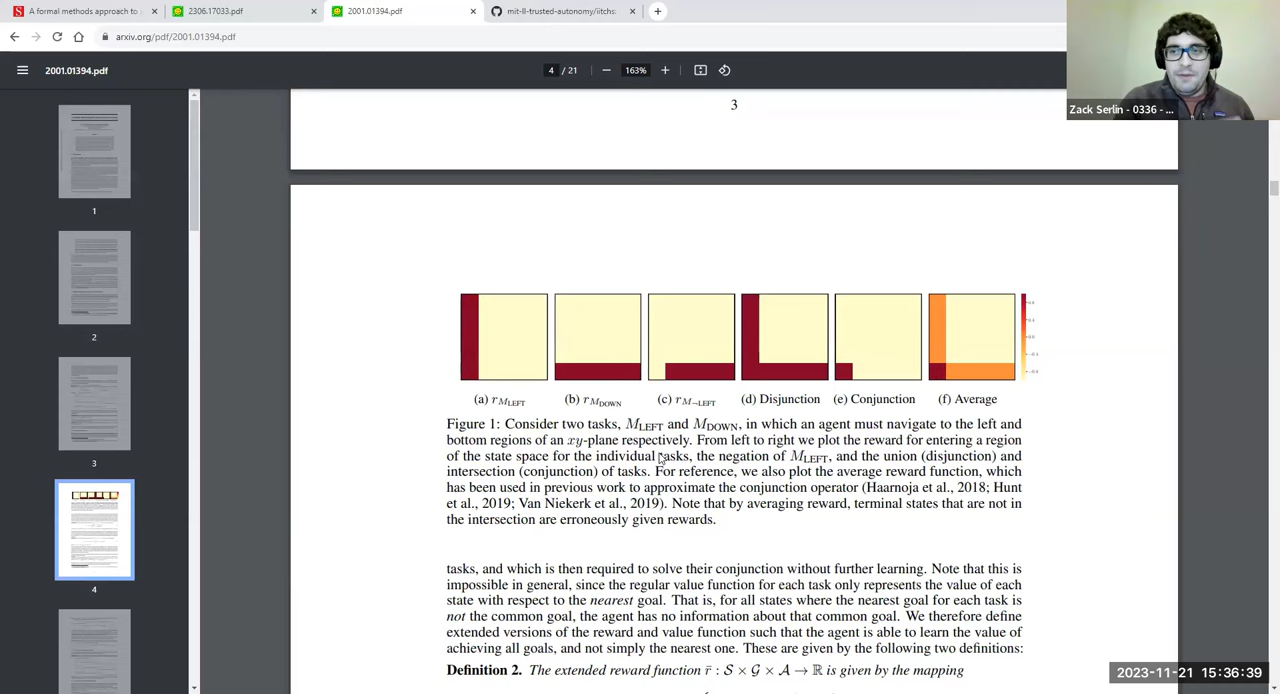 A formal methods approach to
2306.17033.pdf
2001.01394.pdf
mit-ll-trusted-autonomy/iitchs:
arxiv.org/pdf/2001.01394.pdf
2001.01394.pdf
4 / 21
163%
Zack Serlin - 0336 - ...
1
2
3
4
3
(a) r_M_LEFT
(b) r_M_DOWN
(c) r_M_¬LEFT
(d) Disjunction
(e) Conjunction
(f) Average
Figure 1: Consider two tasks, M_LEFT and M_DOWN, in which an agent must navigate to the left and
bottom regions of an xy-plane respectively. From left to right we plot the reward for entering a region
of the state space for the individual tasks, the negation of M_LEFT, and the union (disjunction) and
intersection (conjunction) of tasks. For reference, we also plot the average reward function, which
has been used in previous work to approximate the conjunction operator (Haarnoja et al., 2018; Hunt
et al., 2019; Van Niekerk et al., 2019). Note that by averaging reward, terminal states that are not in
the intersection are erroneously given rewards.
tasks, and which is then required to solve their conjunction without further learning. Note that this is
impossible in general, since the regular value function for each task only represents the value of each
state with respect to the nearest goal. That is, for all states where the nearest goal for each task is
not the common goal, the agent has no information about that common goal. We therefore define
extended versions of the reward and value function such that the agent is able to learn the value of
achieving all goals, and not simply the nearest one. These are given by the following two definitions:
Definition 2. The extended reward function r̄ : S × G × A → ℝ is given by the mapping
2023-11-21 15:36:39